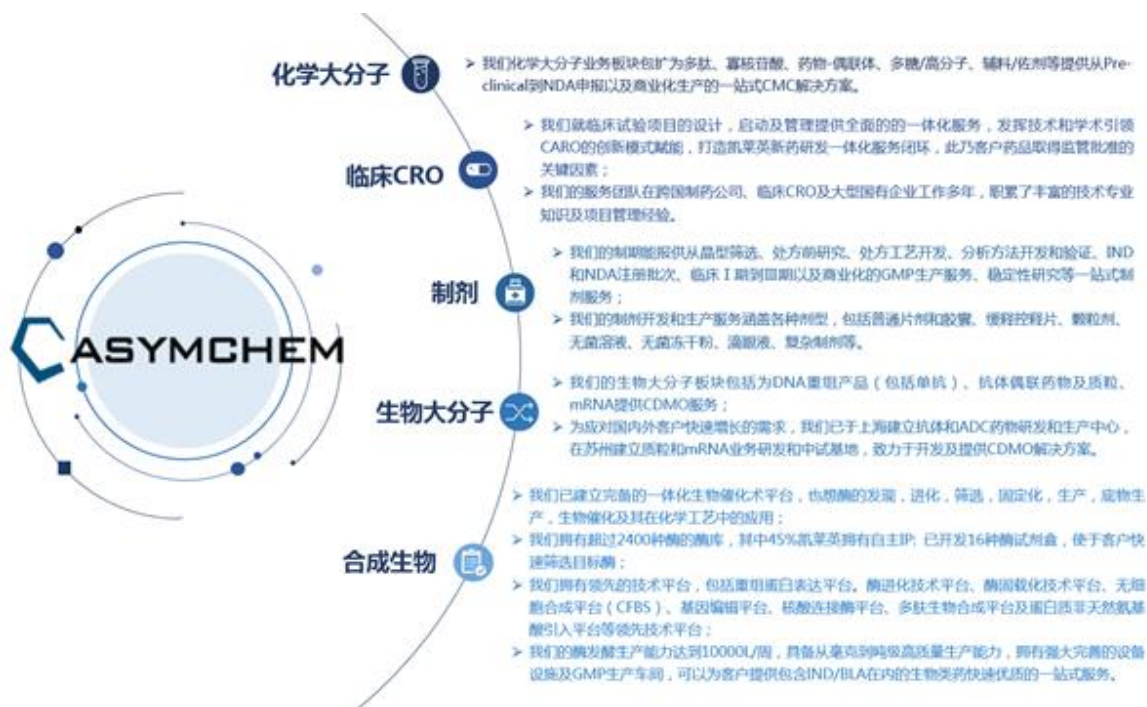 化学大分子
➢ 我们化学大分子业务板块包扩为多肽、寡核苷酸、药物-偶联体、多糖/高分子、辅料/佐剂等提供从Pre-
clinical到NDA申报以及商业化生产的一站式CMC解决方案。
临床CRO
➢ 我们就临床试验项目的设计，启动及管理提供全面的的一体化服务，发挥技术和学术引领
CARO的创新模式赋能，打造凯莱英新药研发一体化服务闭环，此乃客户药品取得监管批准的
关键因素；
➢ 我们的服务团队在跨国制药公司、临床CRO及大型国有企业工作多年，职累了丰富的技术专业
知识及项目管理经验。
制剂
➢ 我们的制期能报供从晶型筛选、处方前研究、处方工艺开发、分析方法开发和验证、IND
和NDA注册批次、临床Ⅰ期到Ⅲ期以及商业化的GMP生产服务、稳定性研究等一站式制
剂服务；
➢ 我们的制剂开发和生产服务涵盖各种剂型，包括普通片剂和胶囊、缓释控释片、颗粒剂、
无菌溶液、无菌冻干粉、滴眼液、复杂制剂等。
ASYMCHEM
生物大分子
➢ 我们的生物大分子板块包括为DNA重组产品（包括单抗）、抗体偶联药物及质粒、
mRNA提供CDMO服务；
➢ 为应对国内外客户快速增长的需求，我们已于上海建立抗体和ADC药物研发和生产中心，
在苏州建立质粒和mRNA业务研发和中试基地，致力于开发及提供CDMO解决方案。
合成生物
➢ 我们已建立完备的一体化生物催化术平台，也想酶的发现，进化，筛选，固定化，生产，底物生
产，生物催化及其在化学工艺中的应用；
➢ 我们拥有超过2400种酶的酶库，其中45%凯莱英拥有自主IP; 已开发16种酶试剂盒，使于客户快
速筛选目标酶；
➢ 我们拥有领先的技术平台，包括重组蛋白表达平台。酶进化技术平台、酶固载化技术平台、无细
胞合成平台（CFBS）、基因编辑平台、核酸连接酶平台、多肽生物合成平台及蛋白质非天然氨基
酸引入平台等领先技术平台；
➢ 我们的酶发酵生产能力达到10000L/周，具备从毫克到吨级高质量生产能力，拥有强大完善的设备
设施及GMP生产车间，可以为客户提供包含IND/BLA在内的生物类药快速优质的一站式服务。